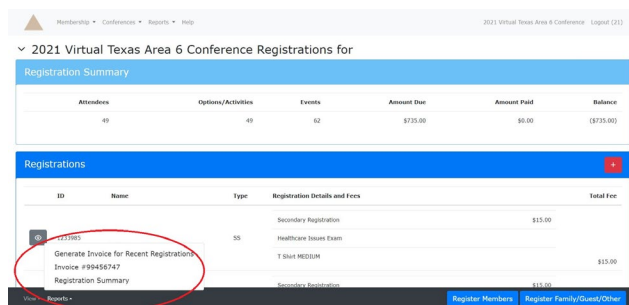 Membership Conferences Reports Help 2021 Virtual Texas Area 6 Conference Logout (21)
2021 Virtual Texas Area 6 Conference Registrations for
Registration Summary
Attendees Options/Activities Events Amount Due Amount Paid Balance
49 49 62 $735.00 $0.00 ($735.00)
Registrations +
ID Name Type Registration Details and Fees Total Fee
Secondary Registration $15.00
1233985 SS Healthcare Issues Exam
T Shirt MEDIUM
$15.00
Generate Invoice for Recent Registrations
Invoice #99456747
Registration Summary
Secondary Registration $15.00
View Reports Register Members Register Family/Guest/Other